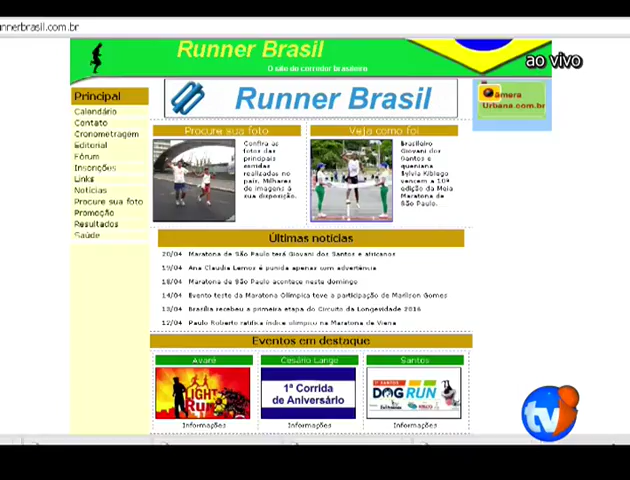 nnerbrasil.com.br
Runner Brasil
O site do corredor brasileiro
ao vivo
Runner Brasil
Câmera
Urbana.com.br
Principal
Calendário
Contato
Cronometragem
Editorial
Fórum
Inscrições
Links
Notícias
Procure sua foto
Promoção
Resultados
Saúde
Procure sua foto
Confira as
fotos das
principais
corridas
realizadas no
país. Milhares
de imagens à
sua disposição.
Veja como foi
Brasileiro
Giovani dos
Santos e
queniana
Sylvia Kibiego
vencem a 10ª
edição da Meia
Maratona de
São Paulo.
Últimas notícias
20/04 Maratona de São Paulo terá Giovani dos Santos e africanos
19/04 Ana Claudia Lemos é punida apenas com advertência
18/04 Maratona de São Paulo acontece neste domingo
14/04 Evento teste da Maratona Olímpica teve a participação de Marilson Gomes
13/04 Brasília recebeu a primeira etapa do Circuito da Longevidade 2016
12/04 Paulo Roberto ratifica índice olímpico na Maratona de Viena
Eventos em destaque
Avaré
Cesário Lange
Santos
LIGHT
Run
1ª Corrida
de Aniversário
DOG RUN
Informações
Informações
Informações
tv